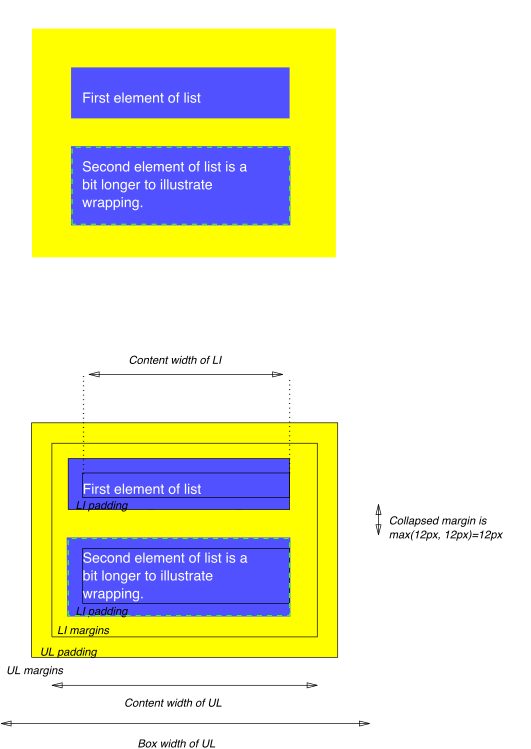 First element of list
Second element of list is a
bit longer to illustrate
wrapping.
Content width of LI
First element of list
LI padding
Collapsed margin is
max(12px, 12px)=12px
Second element of list is a
bit longer to illustrate
wrapping.
LI padding
LI margins
UL padding
UL margins
Content width of UL
Box width of UL